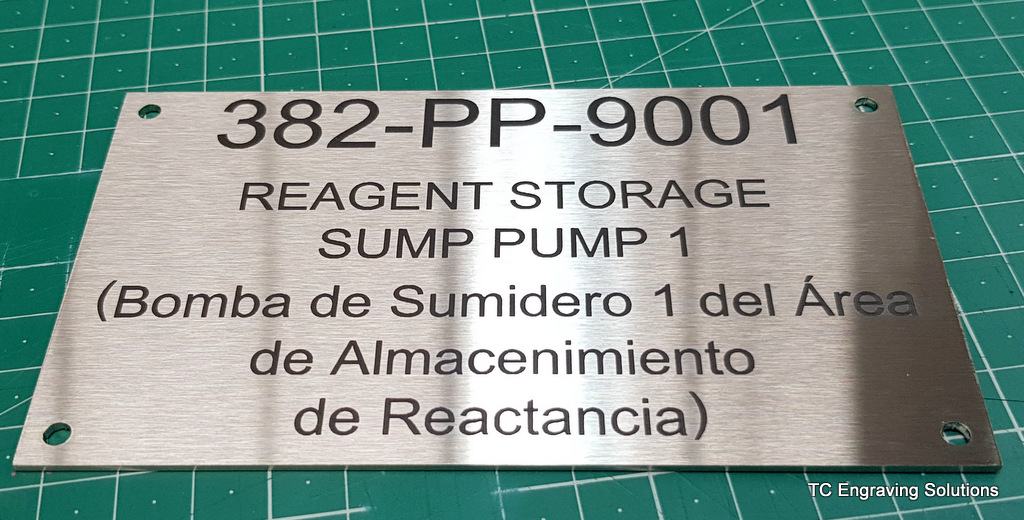 382-PP-9001
REAGENT STORAGE
SUMP PUMP 1
(Bomba de Sumidero 1 del Área
de Almacenimiento
de Reactancia)
TC Engraving Solutions